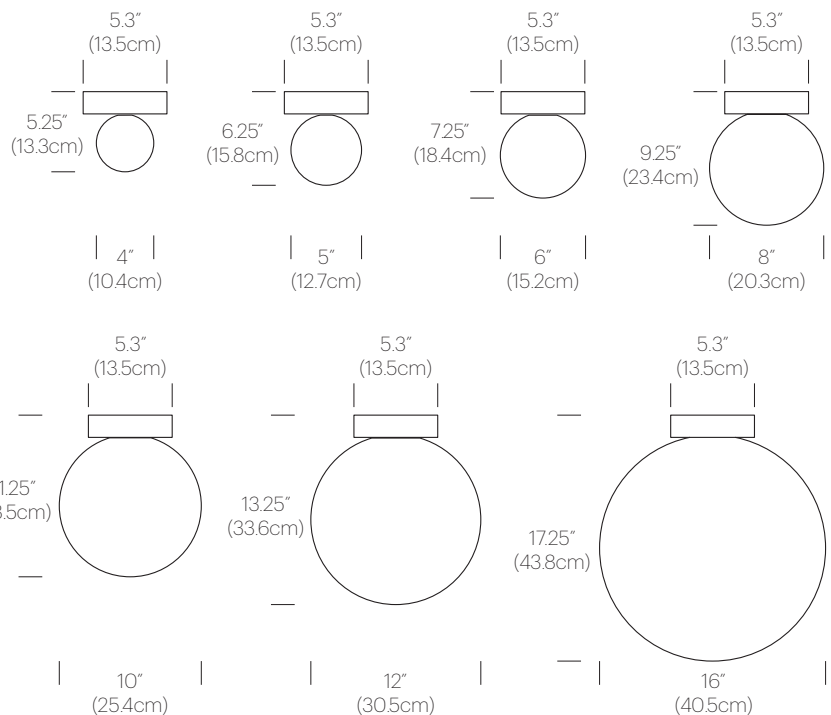 5.3”
(13.5cm)
5.3”
(13.5cm)
5.3”
(13.5cm)
5.3”
(13.5cm)
5.25”
(13.3cm)
6.25”
(15.8cm)
7.25”
(18.4cm)
9.25”
(23.4cm)
4”
(10.4cm)
5”
(12.7cm)
6”
(15.2cm)
8”
(20.3cm)
5.3”
(13.5cm)
5.3”
(13.5cm)
5.3”
(13.5cm)
13.25”
(33.6cm)
17.25”
(43.8cm)
10”
(25.4cm)
12”
(30.5cm)
16”
(40.5cm)